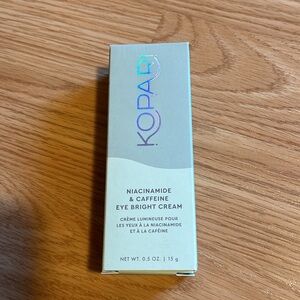 KOPARI
NIACINAMIDE
& CAFFEINE
EYE BRIGHT CREAM
CRÈME LUMINEUSE POUR
LES YEUX À LA NIACINAMIDE
ET À LA CAFÉINE
NET WT. 0.5 OZ. | 15 g